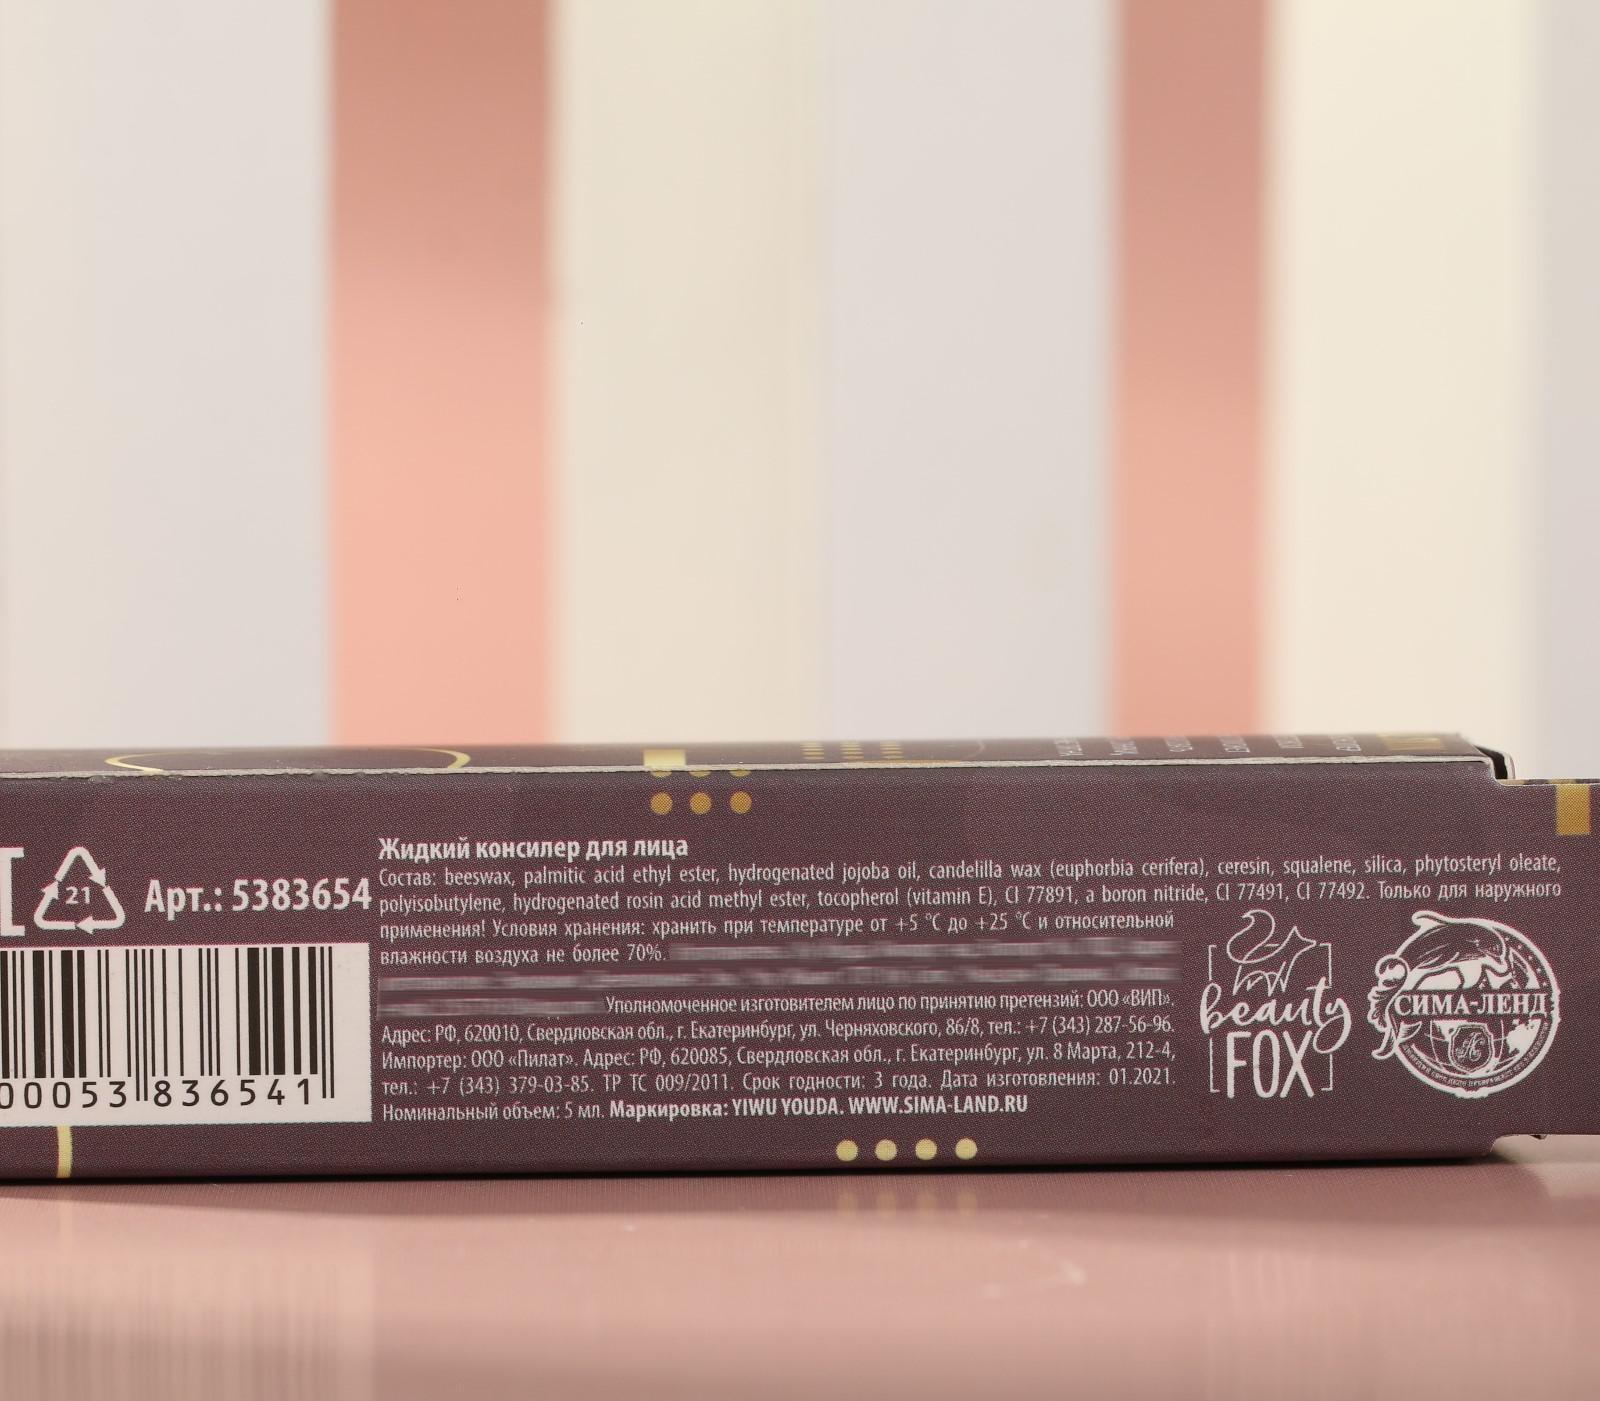 21
Арт.: 5383654
00053 836541
Жидкий консилер для лица
Состав: beeswax, palmitic acid ethyl ester, hydrogenated jojoba oil, candelilla wax (euphorbia cerifera), ceresin, squalene, silica, phytosteryl oleate,
polyisobutylene, hydrogenated rosin acid methyl ester, tocopherol (vitamin E), CI 77891, a boron nitride, CI 77491, CI 77492. Только для наружного
применения! Условия хранения: хранить при температуре от +5 °С до +25 °С и относительной
влажности воздуха не более 70%.
Уполномоченное изготовителем лицо по принятию претензий: ООО «ВИП».
Адрес: РФ, 620010, Свердловская обл., г. Екатеринбург, ул. Черняховского, 86/8, тел.: +7 (343) 287-56-96.
Импортер: ООО «Пилат». Адрес: РФ, 620085, Свердловская обл., г. Екатеринбург, ул. 8 Марта, 212-4,
тел.: +7 (343) 379-03-85. ТР ТС 009/2011. Срок годности: 3 года. Дата изготовления: 01.2021.
Номинальный объем: 5 мл. Маркировка: YIWU YOUDA. WWW.SIMA-LAND.RU
beauty
FOX
СИМА-ЛЕНД